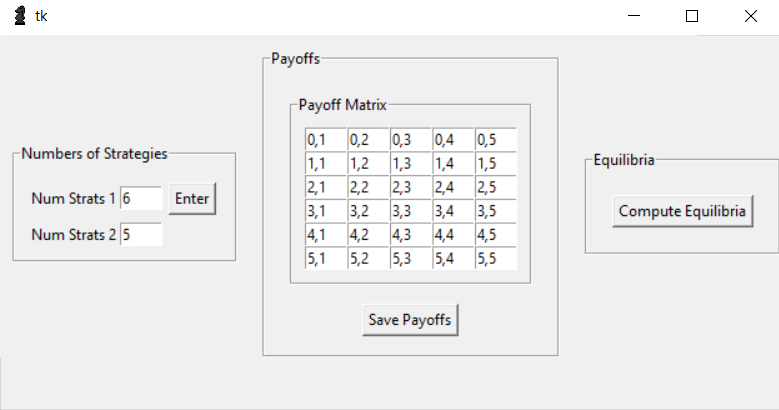 tk
Payoffs
Payoff Matrix
0,1 0,2 0,3 0,4 0,5
1,1 1,2 1,3 1,4 1,5
2,1 2,2 2,3 2,4 2,5
3,1 3,2 3,3 3,4 3,5
4,1 4,2 4,3 4,4 4,5
5,1 5,2 5,3 5,4 5,5
Save Payoffs
Numbers of Strategies
Num Strats 1 6 Enter
Num Strats 2 5
Equilibria
Compute Equilibria